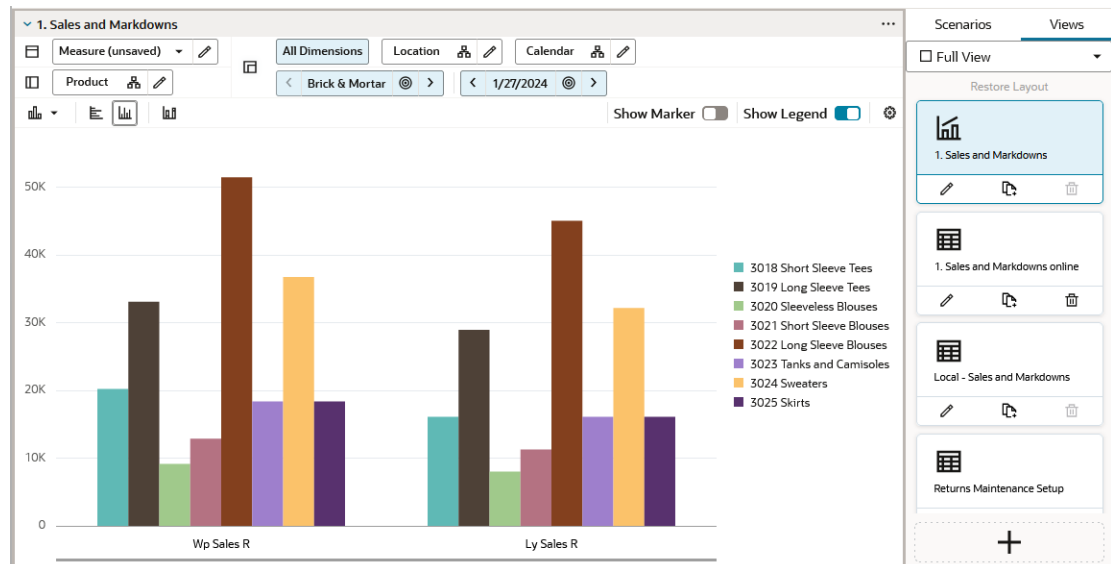 1. Sales and Markdowns
Measure (unsaved)
All Dimensions
Location
Calendar
Product
Brick & Mortar
1/27/2024
Show Marker
Show Legend
50K
40K
30K
20K
10K
0
Wp Sales R
Ly Sales R
3018 Short Sleeve Tees
3019 Long Sleeve Tees
3020 Sleeveless Blouses
3021 Short Sleeve Blouses
3022 Long Sleeve Blouses
3023 Tanks and Camisoles
3024 Sweaters
3025 Skirts
Scenarios
Views
Full View
Restore Layout
1. Sales and Markdowns
1. Sales and Markdowns online
Local - Sales and Markdowns
Returns Maintenance Setup